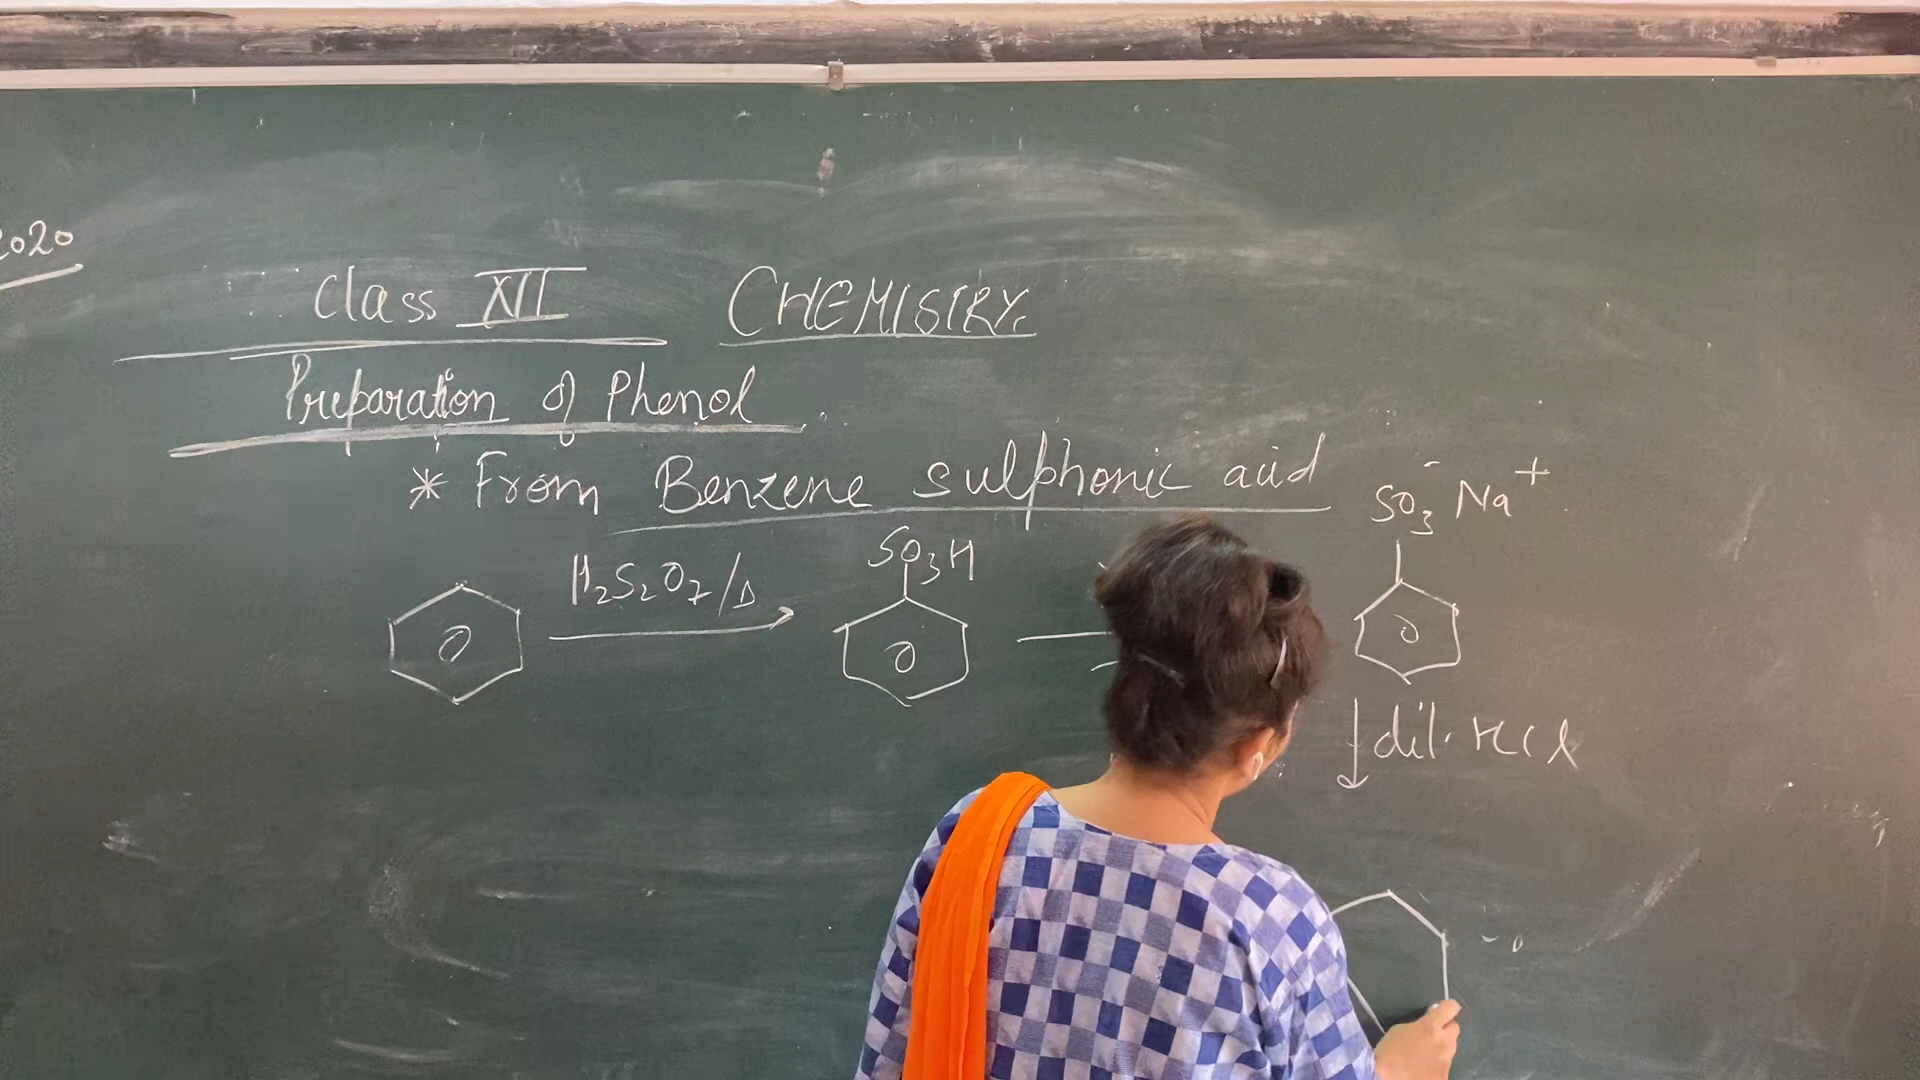 2020
Class XII CHEMISTRY
Preparation of Phenol
* From Benzene sulphonic acid
SO₃⁻ Na⁺
H₂S₂O₇/Δ
SO₃H
dil. HCl